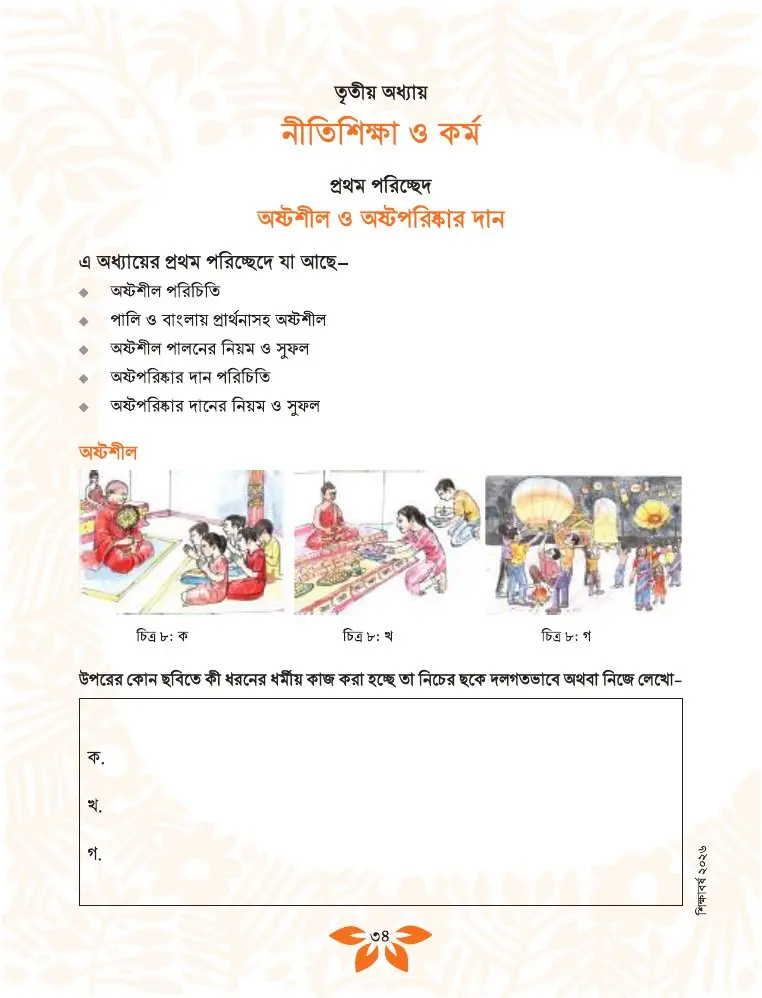 তৃতীয় অধ্যায়
নীতিশিক্ষা ও কর্ম
প্রথম পরিচ্ছেদ
অষ্টশীল ও অষ্টপরিষ্কার দান
এ অধ্যায়ের প্রথম পরিচ্ছেদে যা আছে–
◆ অষ্টশীল পরিচিতি
◆ পালি ও বাংলায় প্রার্থনাসহ অষ্টশীল
◆ অষ্টশীল পালনের নিয়ম ও সুফল
◆ অষ্টপরিষ্কার দান পরিচিতি
◆ অষ্টপরিষ্কার দানের নিয়ম ও সুফল
অষ্টশীল
চিত্র ৮: ক
চিত্র ৮: খ
চিত্র ৮: গ
উপরের কোন ছবিতে কী ধরনের ধর্মীয় কাজ করা হচ্ছে তা নিচের ছকে দলগতভাবে অথবা নিজে লেখো–
ক.
খ.
গ.
শিক্ষাবর্ষ ২০২৬
৩৪